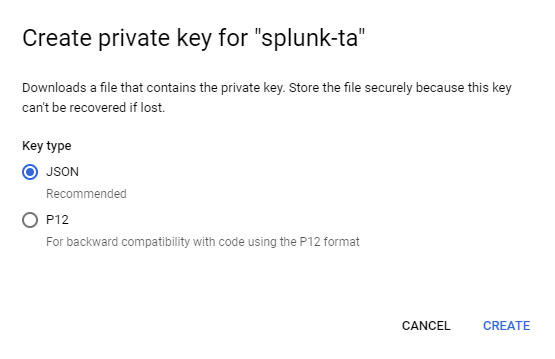 Create private key for "splunk-ta"
Downloads a file that contains the private key. Store the file securely because this key
can't be recovered if lost.
Key type
JSON
Recommended
P12
For backward compatibility with code using the P12 format
CANCEL CREATE